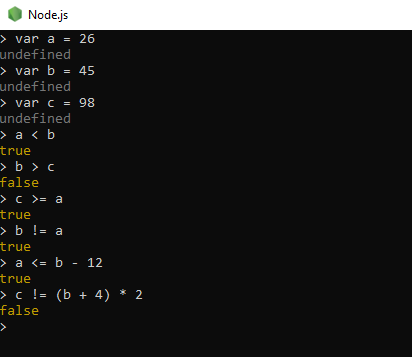 Node.js
> var a = 26
undefined
> var b = 45
undefined
> var c = 98
undefined
> a < b
true
> b > c
false
> c >= a
true
> b != a
true
> a <= b - 12
true
> c != (b + 4) * 2
false
>